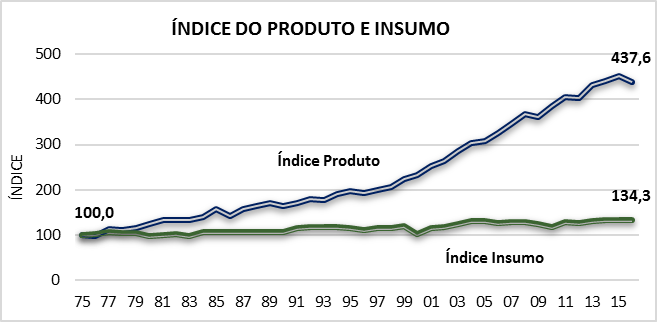 ÍNDICE DO PRODUTO E INSUMO
500
437,6
400
ÍNDICE
300
Índice Produto
200
134,3
100,0
100
Índice Insumo
0
75 77 79 81 83 85 87 89 91 93 95 97 99 01 03 05 07 09 11 13 15